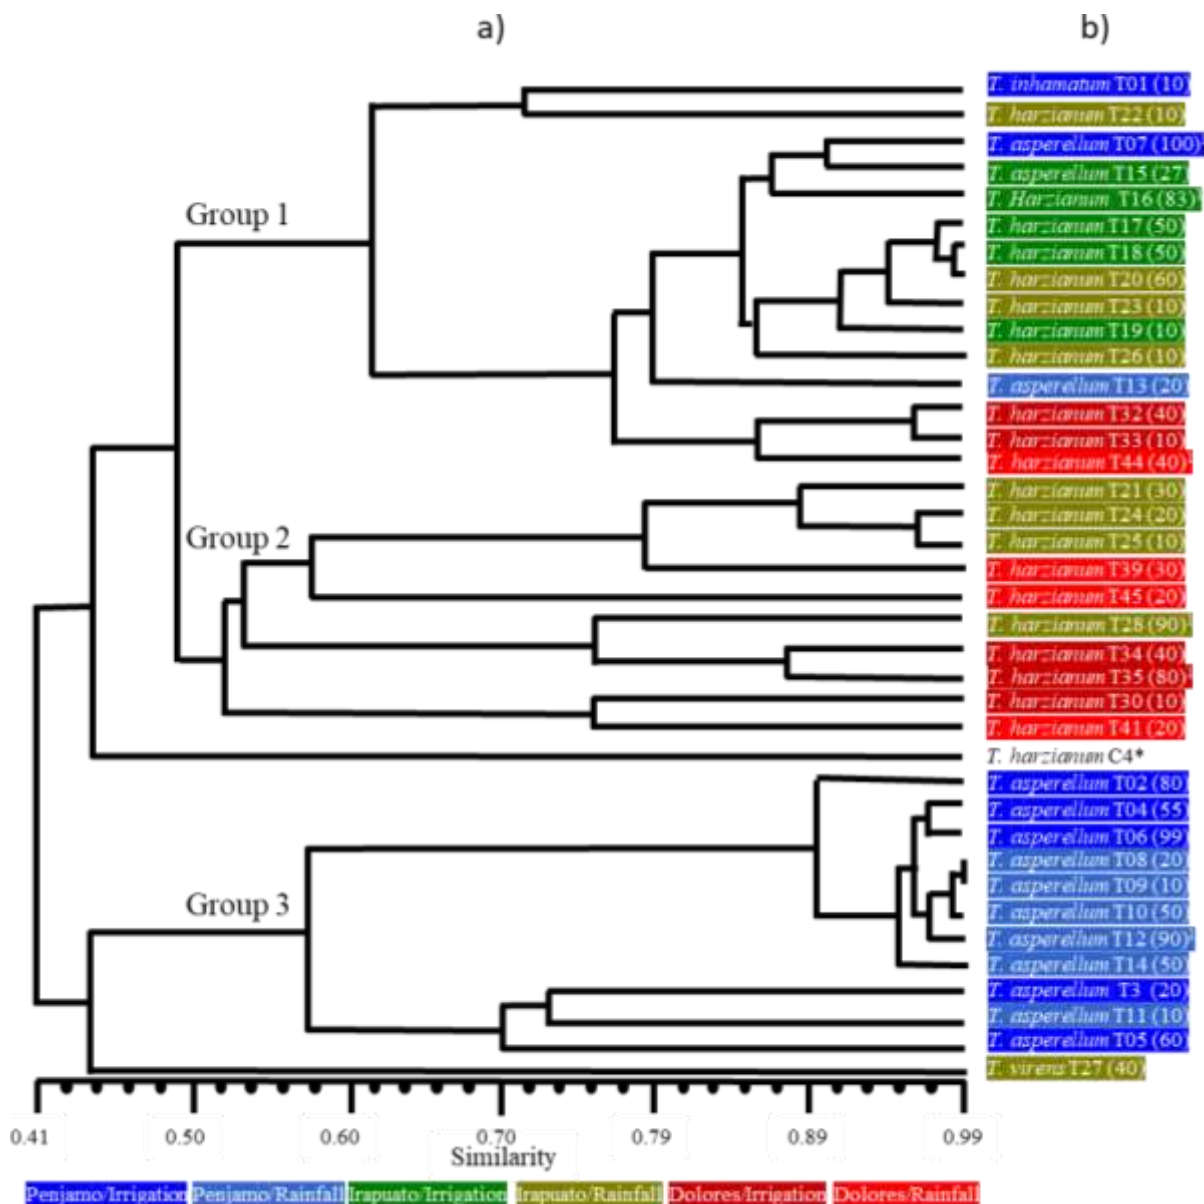 a)
b)
T. inhamatum T01 (10)
T. harzianum T22 (10)
T. asperellum T07 (100)
T. asperellum T15 (27)
T. Harzianum T16 (83)
Group 1
T. harzianum T17 (50)
T. harzianum T18 (50)
T. harzianum T20 (60)
T. harzianum T23 (10)
T. harzianum T19 (10)
T. harzianum T26 (10)
T. asperellum T13 (20)
T. harzianum T32 (40)
T. harzianum T33 (10)
T. harzianum T44 (40)
T. harzianum T21 (30)
T. harzianum T24 (20)
Group 2
T. harzianum T25 (10)
T. harzianum T39 (30)
T. harzianum T45 (20)
T. harzianum T28 (90)
T. harzianum T34 (40)
T. harzianum T35 (80)
T. harzianum T30 (10)
T. harzianum T41 (20)
T. harzianum C4*
T. asperellum T02 (80)
T. asperellum T04 (55)
T. asperellum T06 (99)
T. asperellum T08 (20)
T. asperellum T09 (10)
Group 3
T. asperellum T10 (50)
T. asperellum T12 (90)
T. asperellum T14 (50)
T. asperellum T3 (20)
T. asperellum T11 (10)
T. asperellum T05 (60)
T. virens T27 (40)
0.41 0.50 0.60 0.70 0.79 0.89 0.99
Similarity
Penjamo/Irrigation Penjamo/Rainfall Irapuato/Irrigation Irapuato/Rainfall Dolores/Irrigation Dolores/Rainfall